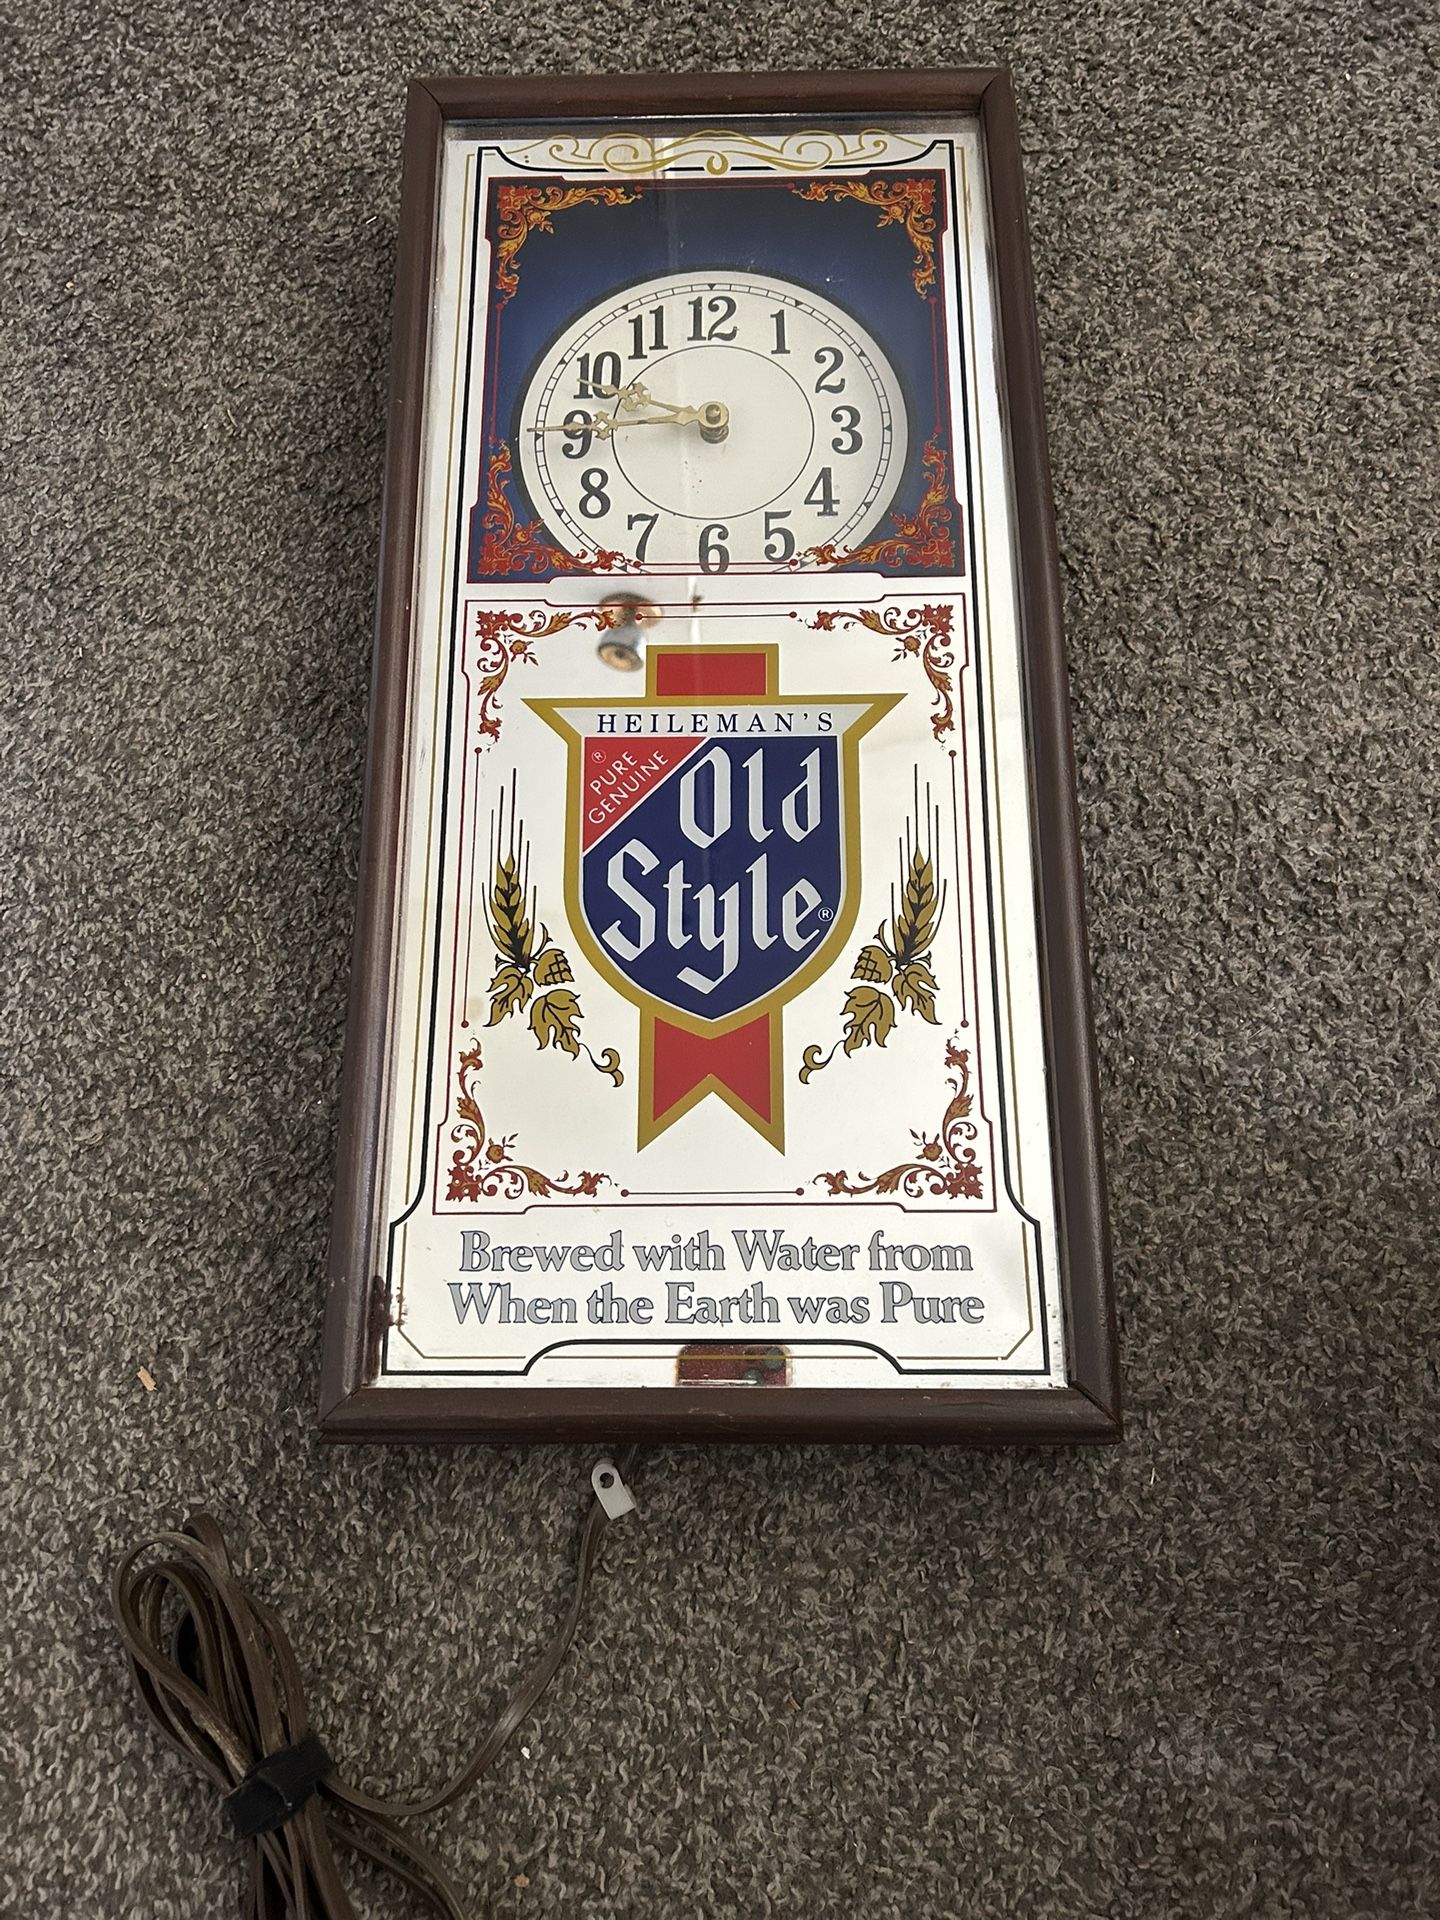 12
1
2
3
4
5
6
7
8
9
10
11
HEILEMAN'S
® PURE
GENUINE
Old
Style®
Brewed with Water from
When the Earth was Pure